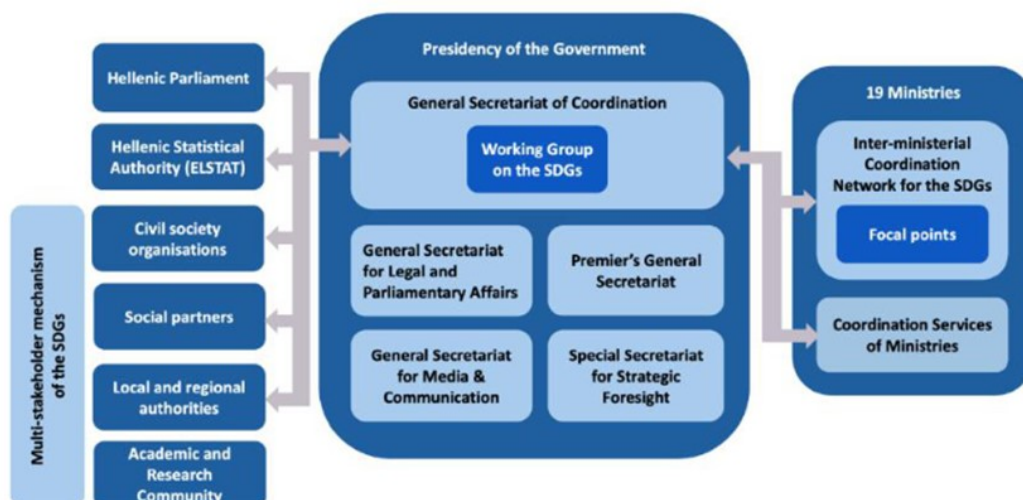 Presidency of the Government
Hellenic Parliament
General Secretariat of Coordination
19 Ministries
Hellenic Statistical
Authority (ELSTAT)
Working Group
on the SDGs
Inter-ministerial
Coordination
Network for the SDGs
Civil society
organisations
Focal points
General Secretariat
for Legal and
Parliamentary Affairs
Premier's General
Secretariat
Social partners
Coordination Services
of Ministries
General Secretariat
for Media &
Communication
Special Secretariat
for Strategic
Foresight
Local and regional
authorities
Multi-stakeholder mechanism
of the SDGs
Academic and
Research
Community